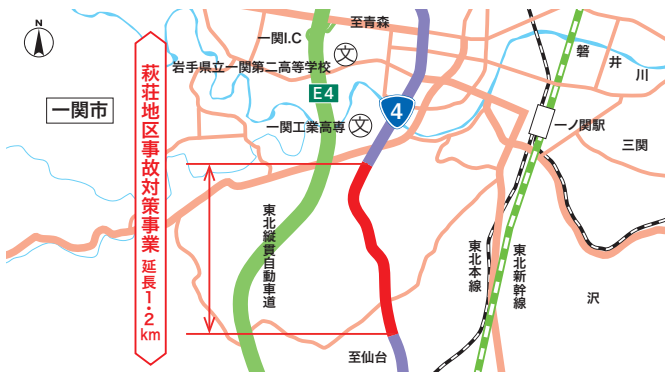 N
至青森
一関I.C
文
岩手県立一関第二高等学校
磐井川
一関市
E4
4
一関工業高専
文
一ノ関駅
三関
萩荘地区事故対策事業 延長1・2km
東北縦貫自動車道
東北本線
東北新幹線
沢
至仙台